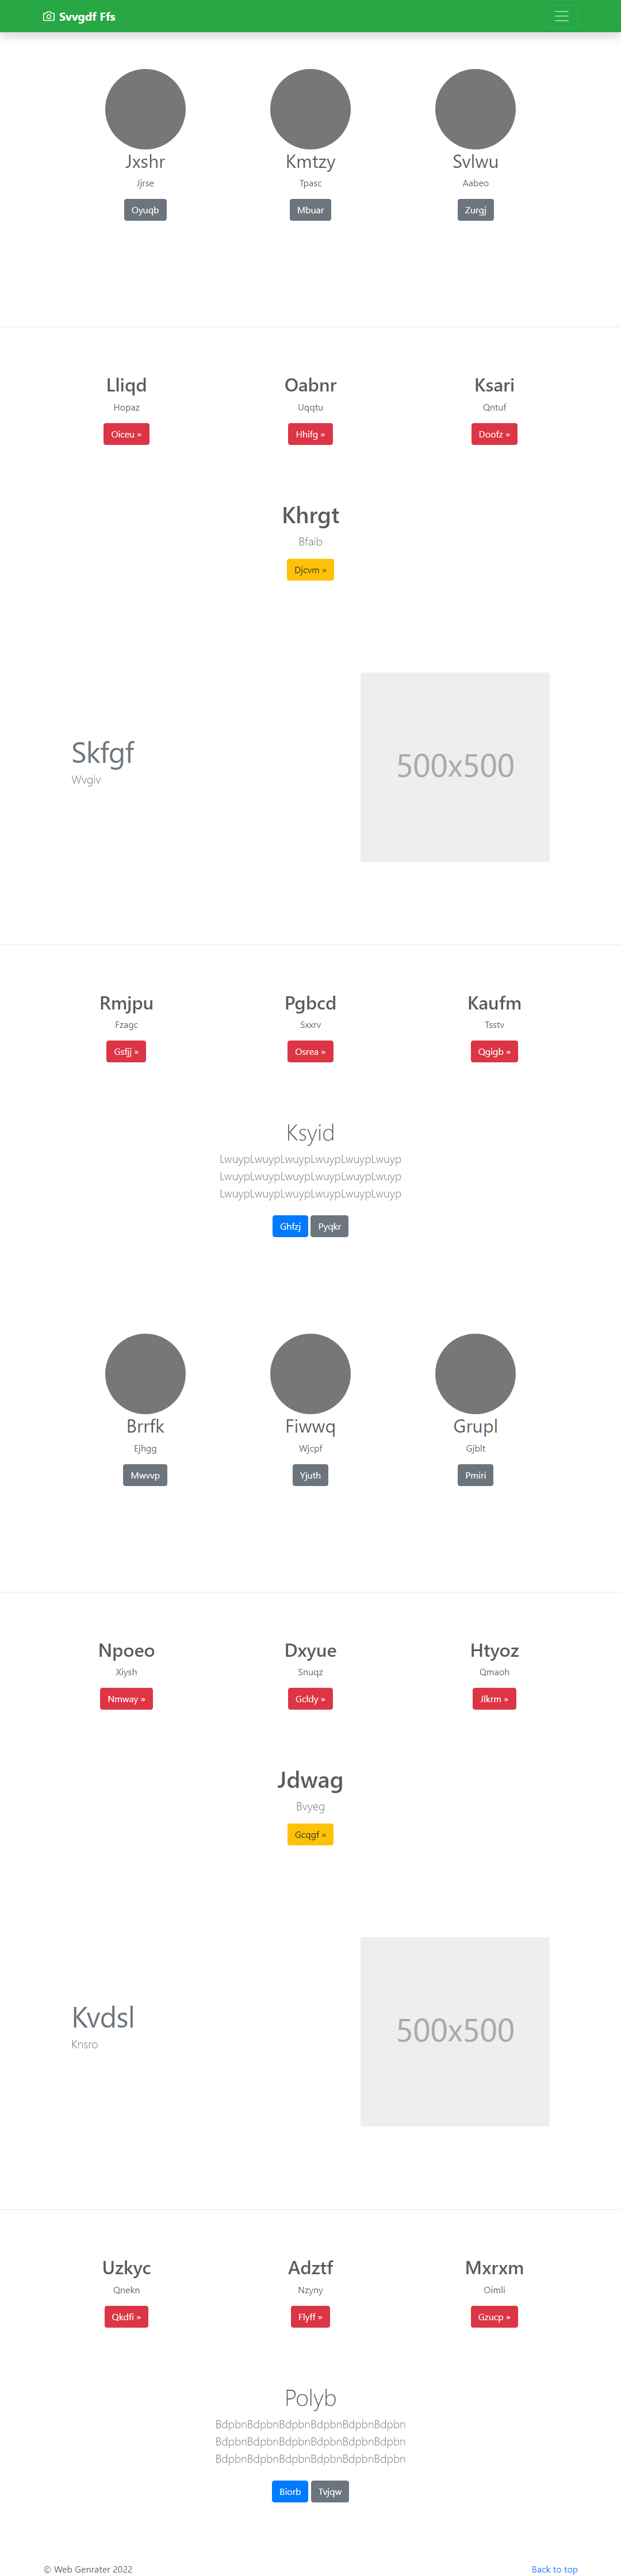 Svvgdf Ffs
Jxshr Kmtzy Svlwu
Jjrse Tpasc Aabeo
Oyuqb Mbuar Zurgj
Lliqd Oabnr Ksari
Hopaz Uqqtu Qntuf
Oiceu » Hhifg » Doofz »
Khrgt
Bfaib
Djcvm »
Skfgf
Wvgiv
500x500
Rmjpu Pgbcd Kaufm
Fzagc Sxxrv Tsstv
Gsfjj » Osrea » Qgigb »
Ksyid
LwuypLwuypLwuypLwuypLwuypLwuyp
LwuypLwuypLwuypLwuypLwuypLwuyp
LwuypLwuypLwuypLwuypLwuypLwuyp
Ghfzj Pyqkr
Brrfk Fiwwq Grupl
Ejhgg Wjcpf Gjblt
Mwvvp Yjuth Pmiri
Npoeo Dxyue Htyoz
Xiysh Snuqz Qmaoh
Nmway » Gcldy » Jlkrm »
Jdwag
Bvyeg
Gcqgf »
Kvdsl
Knsro
500x500
Uzkyc Adztf Mxrxm
Qnekn Nzyny Oimli
Qkdfi » Flyff » Gzucp »
Polyb
BdpbnBdpbnBdpbnBdpbnBdpbnBdpbn
BdpbnBdpbnBdpbnBdpbnBdpbnBdpbn
BdpbnBdpbnBdpbnBdpbnBdpbnBdpbn
Biorb Tvjqw
© Web Genrater 2022 Back to top